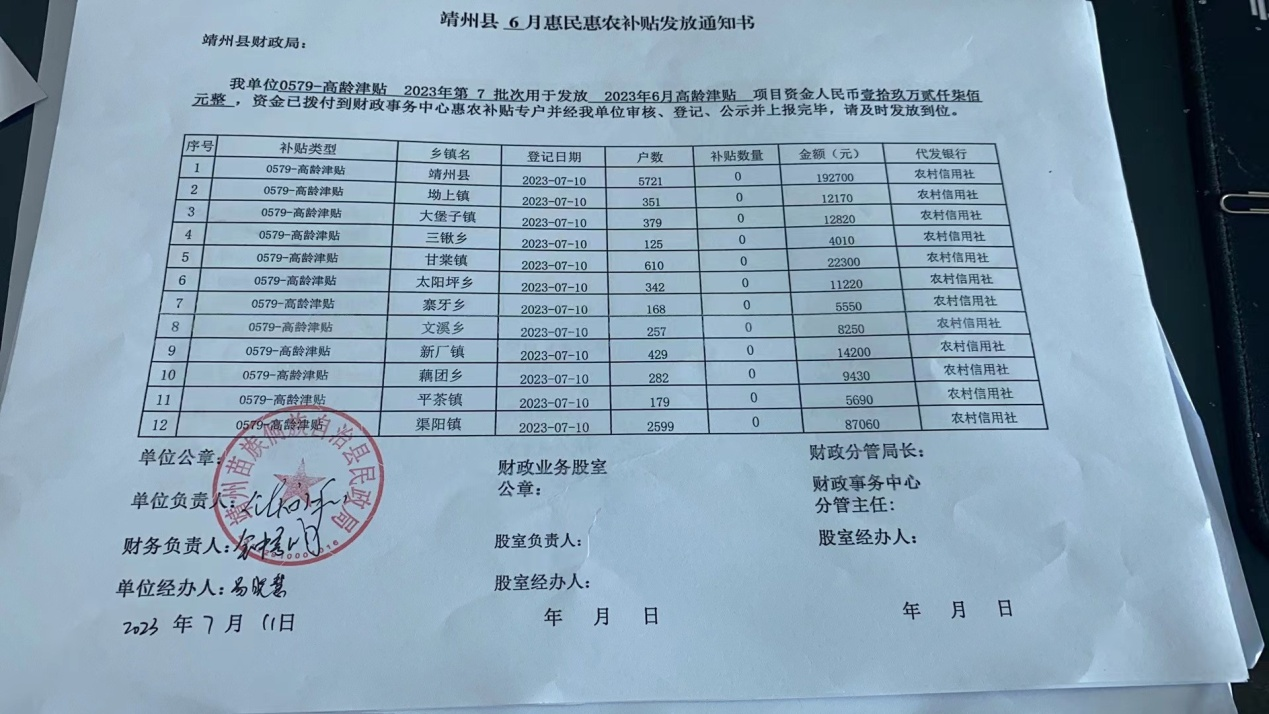 靖州县 6 月惠民惠农补贴发放通知书
靖州县财政局：
我单位0579-高龄津贴 2023年第 7 批次用于发放 2023年6月高龄津贴 项目资金人民币壹拾玖万贰仟柒佰
元整 ，资金已拨付到财政事务中心惠农补贴专户并经我单位审核、登记、公示并上报完毕，请及时发放到位。
序号 补贴类型 乡镇名 登记日期 户数 补贴数量 金额（元） 代发银行
1 0579-高龄津贴 靖州县 2023-07-10 5721 0 192700 农村信用社
2 0579-高龄津贴 坳上镇 2023-07-10 351 0 12170 农村信用社
3 0579-高龄津贴 大堡子镇 2023-07-10 379 0 12820 农村信用社
4 0579-高龄津贴 三锹乡 2023-07-10 125 0 4010 农村信用社
5 0579-高龄津贴 甘棠镇 2023-07-10 610 0 22300 农村信用社
6 0579-高龄津贴 太阳坪乡 2023-07-10 342 0 11220 农村信用社
7 0579-高龄津贴 寨牙乡 2023-07-10 168 0 5550 农村信用社
8 0579-高龄津贴 文溪乡 2023-07-10 257 0 8250 农村信用社
9 0579-高龄津贴 新厂镇 2023-07-10 429 0 14200 农村信用社
10 0579-高龄津贴 藕团乡 2023-07-10 282 0 9430 农村信用社
11 0579-高龄津贴 平茶镇 2023-07-10 179 0 5690 农村信用社
12 0579-高龄津贴 渠阳镇 2023-07-10 2599 0 87060 农村信用社
单位公章：
靖州苗族侗族自治县民政局
单位负责人：
财务负责人：
单位经办人：易晓慧
2023 年 7 月 11日
财政业务股室
公章：
股室负责人：
股室经办人：
年 月 日
财政分管局长：
财政事务中心
分管主任：
股室经办人：
年 月 日